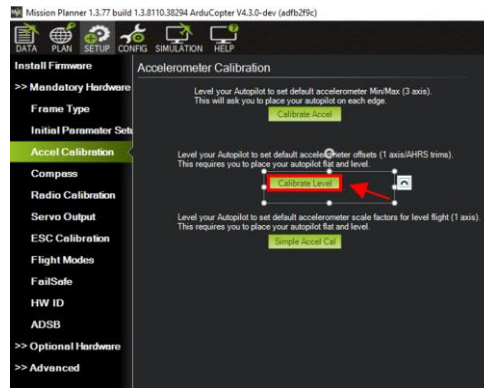 Mission Planner 1.3.77 build 1.3.8110.38294 ArduCopter V4.3.0-dev (adfb2f9c)
DATA PLAN SETUP CONFIG SIMULATION HELP
Install Firmware
>> Mandatory Hardware
Frame Type
Initial Paramater Setu
Accel Calibration
Compass
Radio Calibration
Servo Output
ESC Calibration
Flight Modes
FailSafe
HW ID
ADSB
>> Optional Hardware
>> Advanced
Accelerometer Calibration
Level your Autopilot to set default accelerometer Min/Max (3 axis).
This will ask you to place your autopilot on each edge.
Calibrate Accel
Level your Autopilot to set default accelerometer offsets (1 axis/AHRS trims).
This requires you to place your autopilot flat and level.
Calibrate Level
Level your Autopilot to set default accelerometer scale factors for level flight (1 axis).
This requires you to place your autopilot flat and level.
Simple Accel Cal